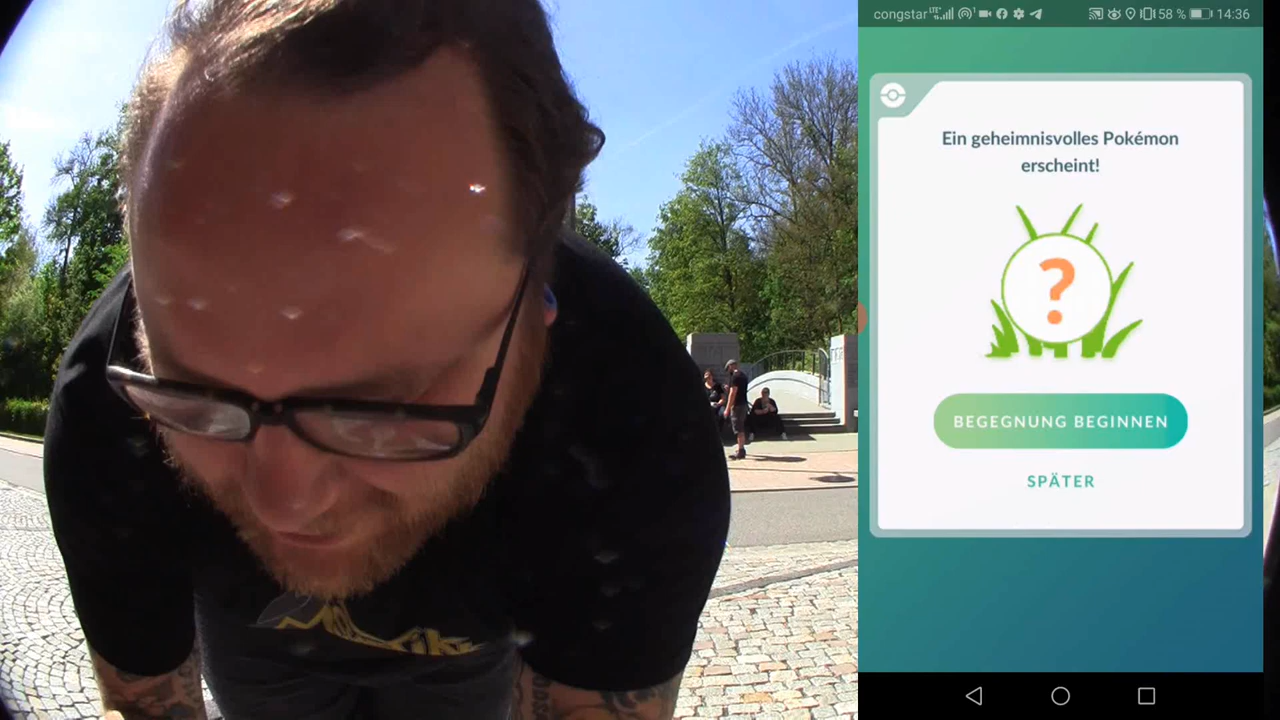 congstar 58 % 14:36
Ein geheimnisvolles Pokémon
erscheint!
?
BEGEGNUNG BEGINNEN
SPÄTER